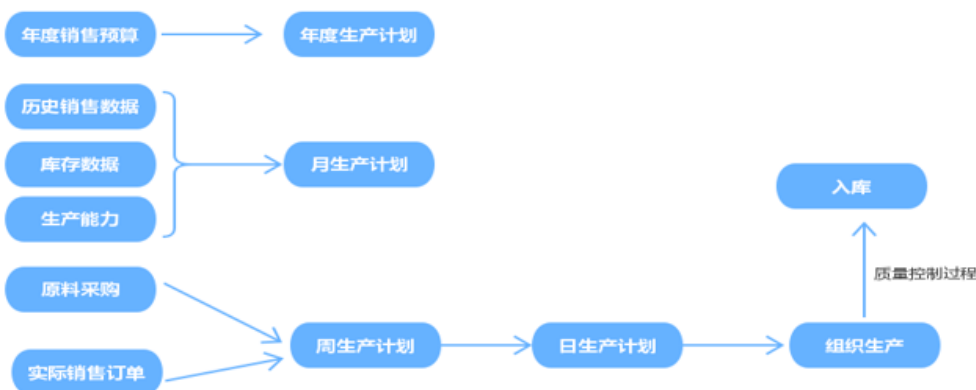 年度销售预算
年度生产计划
历史销售数据
库存数据
月生产计划
生产能力
入库
质量控制过程
原料采购
周生产计划
日生产计划
组织生产
实际销售订单